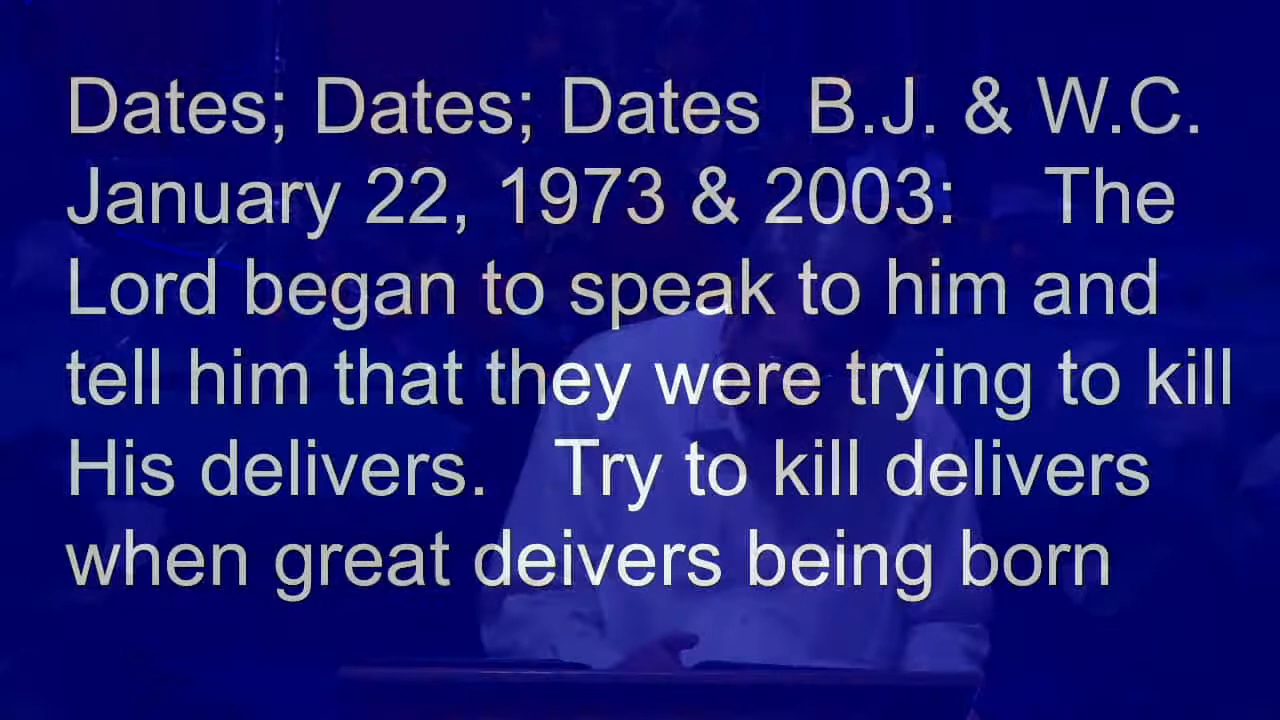 Dates; Dates; Dates B.J. & W.C.
January 22, 1973 & 2003: The
Lord began to speak to him and
tell him that they were trying to kill
His delivers. Try to kill delivers
when great deivers being born